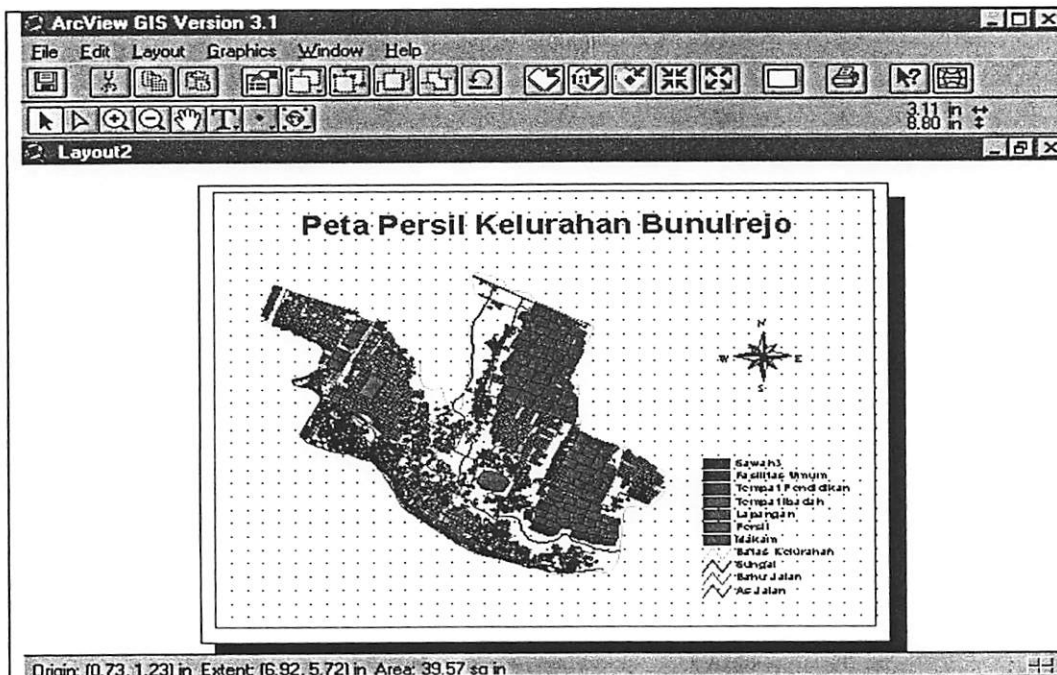 ArcView GIS Version 3.1
File Edit Layout Graphics Window Help
3.11 in
8.80 in
Layout2
Peta Persil Kelurahan Bunulrejo
N
W E
S
Sawah3
Fasilitas Umum
Tempat Pendidikan
Tempat Ibadah
Lapangan
Persil
Makam
Batas Kelurahan
Sungai
Bahu Jalan
As Jalan
Origin: (0.73, 1.23) in Extent: (6.92, 5.72) in Area: 39.57 sq in